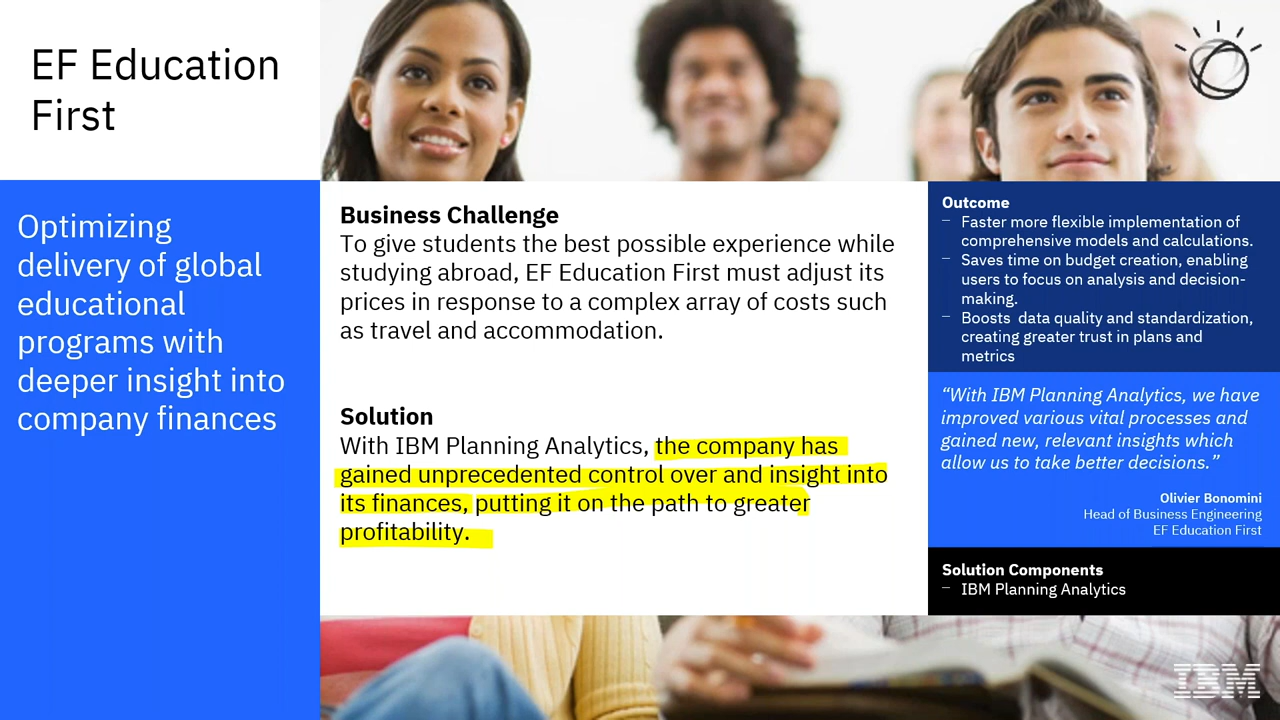 EF Education
First
Optimizing
delivery of global
educational
programs with
deeper insight into
company finances
Business Challenge
To give students the best possible experience while
studying abroad, EF Education First must adjust its
prices in response to a complex array of costs such
as travel and accommodation.
Solution
With IBM Planning Analytics, the company has
gained unprecedented control over and insight into
its finances, putting it on the path to greater
profitability.
Outcome
– Faster more flexible implementation of
comprehensive models and calculations.
– Saves time on budget creation, enabling
users to focus on analysis and decision-
making.
– Boosts data quality and standardization,
creating greater trust in plans and
metrics
“With IBM Planning Analytics, we have
improved various vital processes and
gained new, relevant insights which
allow us to take better decisions.”
Olivier Bonomini
Head of Business Engineering
EF Education First
Solution Components
– IBM Planning Analytics
IBM